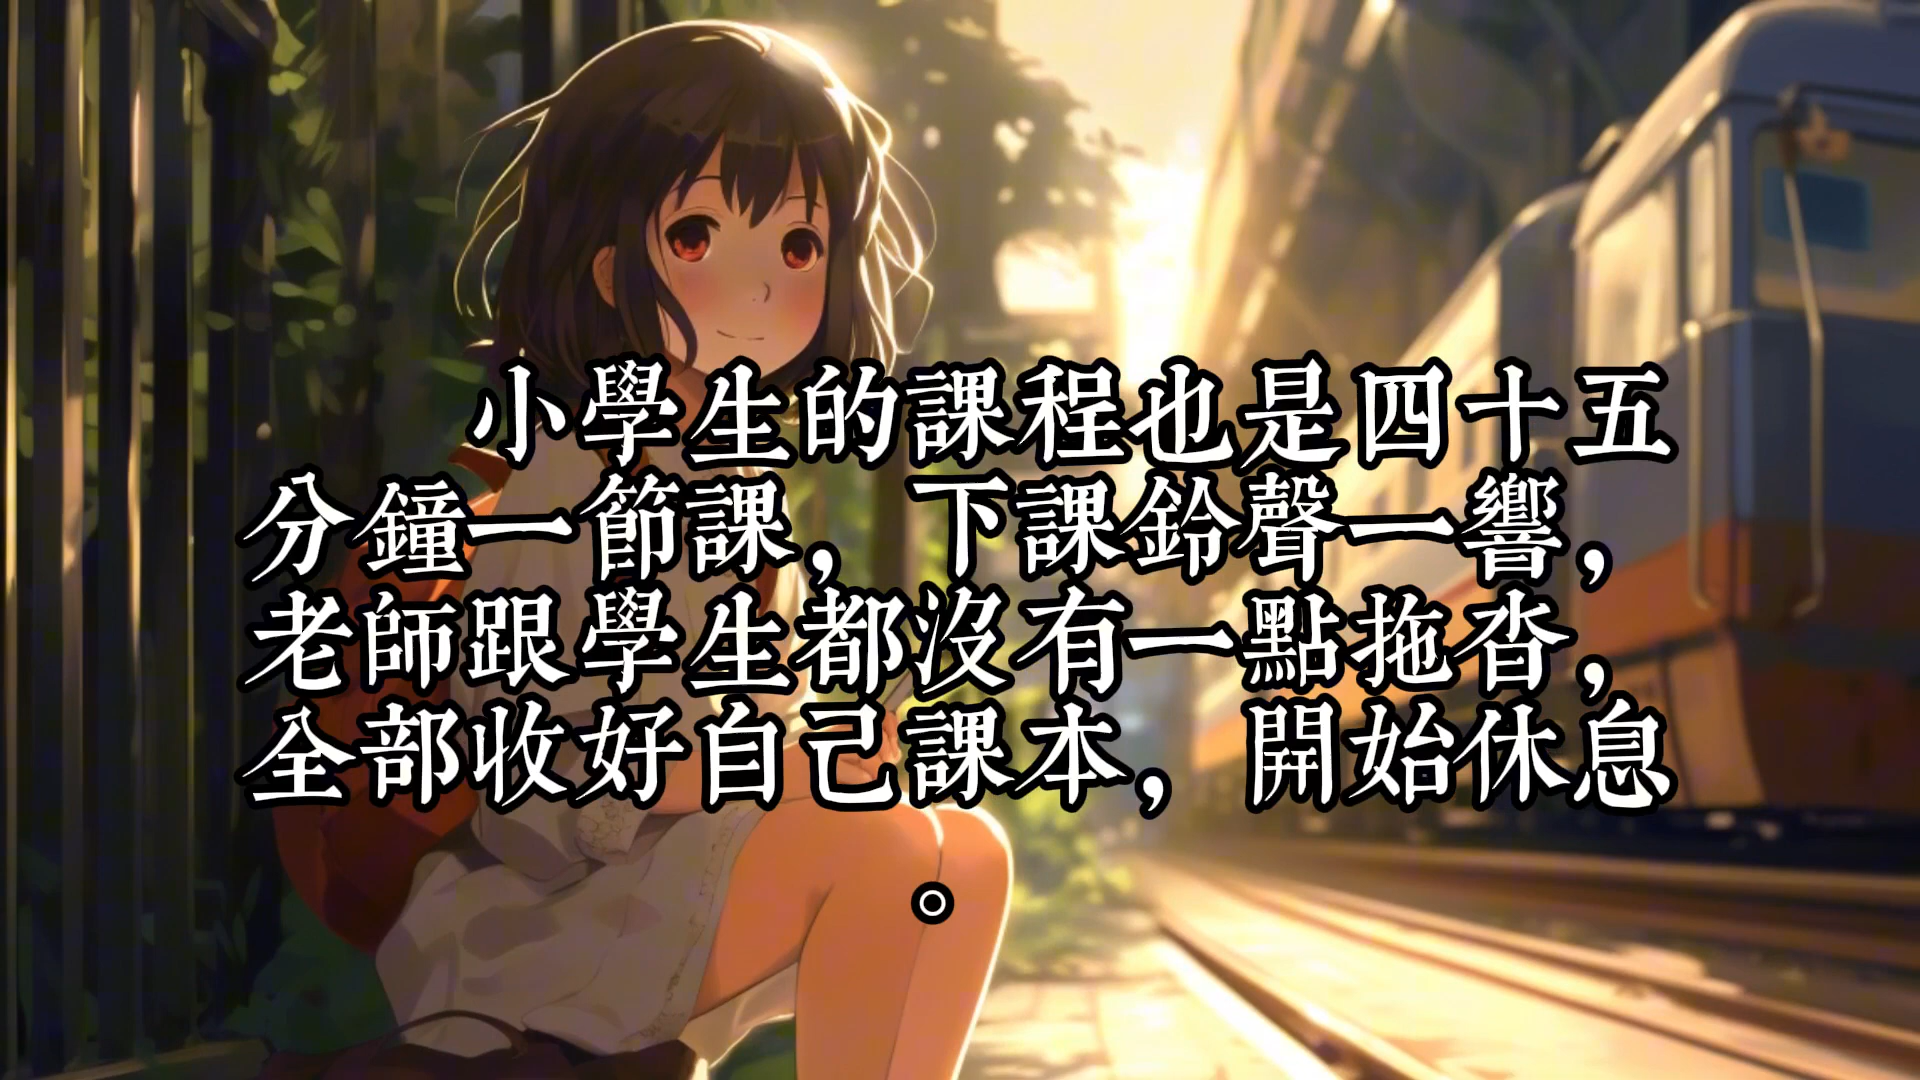 小學生的課程也是四十五
分鐘一節課，下課鈴聲一響，
老師跟學生都沒有一點拖沓，
全部收好自己課本，開始休息
。